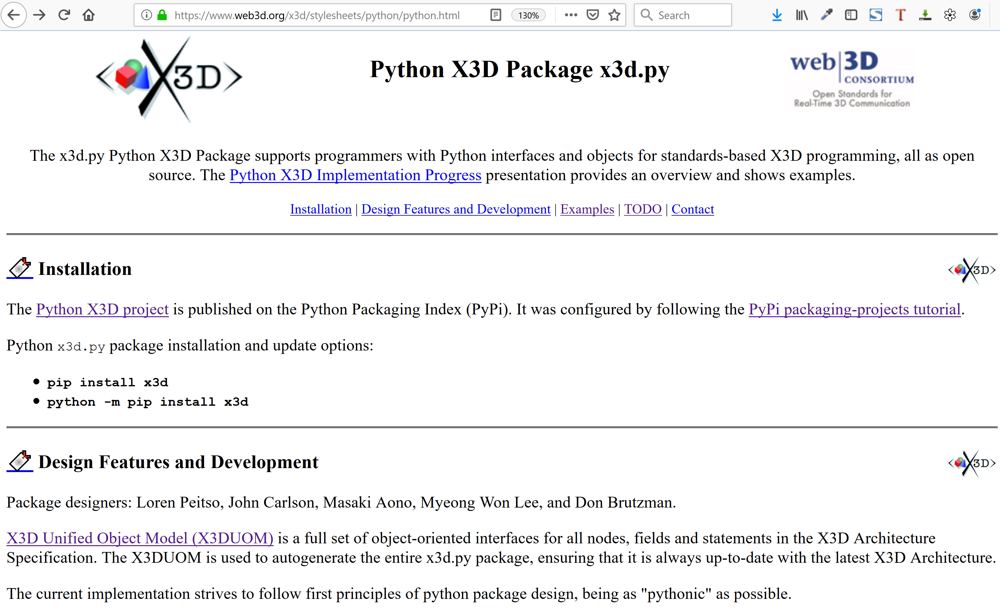 https://www.web3d.org/x3d/stylesheets/python/python.html
130%
Search
X3D
Python X3D Package x3d.py
web 3D
CONSORTIUM
Open Standards for
Real-Time 3D Communication
The x3d.py Python X3D Package supports programmers with Python interfaces and objects for standards-based X3D programming, all as open
source. The Python X3D Implementation Progress presentation provides an overview and shows examples.
Installation | Design Features and Development | Examples | TODO | Contact
Installation
X3D
The Python X3D project is published on the Python Packaging Index (PyPi). It was configured by following the PyPi packaging-projects tutorial.
Python x3d.py package installation and update options:
• pip install x3d
• python -m pip install x3d
Design Features and Development
X3D
Package designers: Loren Peitso, John Carlson, Masaki Aono, Myeong Won Lee, and Don Brutzman.
X3D Unified Object Model (X3DUOM) is a full set of object-oriented interfaces for all nodes, fields and statements in the X3D Architecture
Specification. The X3DUOM is used to autogenerate the entire x3d.py package, ensuring that it is always up-to-date with the latest X3D Architecture.
The current implementation strives to follow first principles of python package design, being as "pythonic" as possible.